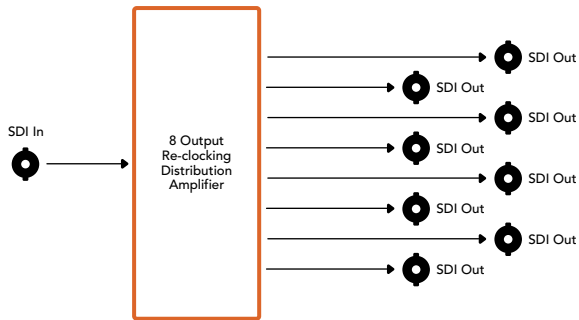 SDI In
8 Output
Re-clocking
Distribution
Amplifier
SDI Out
SDI Out
SDI Out
SDI Out
SDI Out
SDI Out
SDI Out
SDI Out